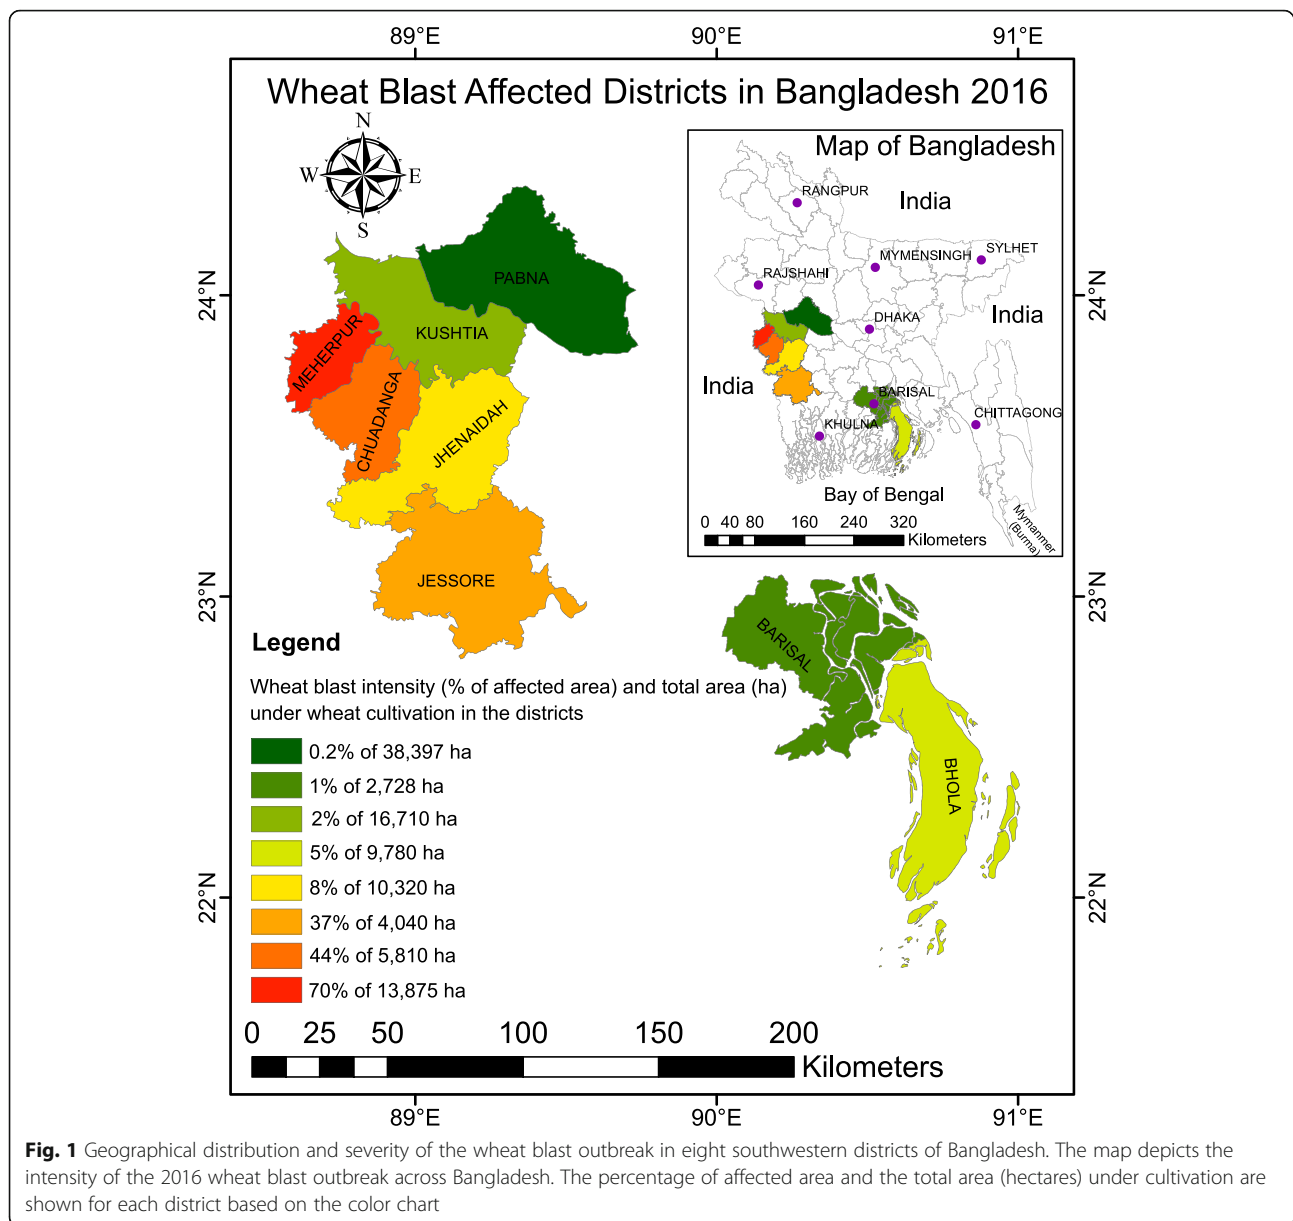 89°E
90°E
91°E
Wheat Blast Affected Districts in Bangladesh 2016
N
W
E
S
Map of Bangladesh
India
RANGPUR
SYLHET
MYMENSINGH
RAJSHAHI
DHAKA
India
India
BARISAL
KHULNA
CHITTAGONG
Bay of Bengal
Mymanmer
(Burma)
0 40 80 160 240 320
Kilometers
24°N
24°N
PABNA
KUSHTIA
MEHERPUR
CHUADANGA
JHENAIDAH
JESSORE
23°N
23°N
BARISAL
BHOLA
22°N
22°N
Legend
Wheat blast intensity (% of affected area) and total area (ha)
under wheat cultivation in the districts
0.2% of 38,397 ha
1% of 2,728 ha
2% of 16,710 ha
5% of 9,780 ha
8% of 10,320 ha
37% of 4,040 ha
44% of 5,810 ha
70% of 13,875 ha
0 25 50 100 150 200
Kilometers
89°E
90°E
91°E
Fig. 1 Geographical distribution and severity of the wheat blast outbreak in eight southwestern districts of Bangladesh. The map depicts the
intensity of the 2016 wheat blast outbreak across Bangladesh. The percentage of affected area and the total area (hectares) under cultivation are
shown for each district based on the color chart